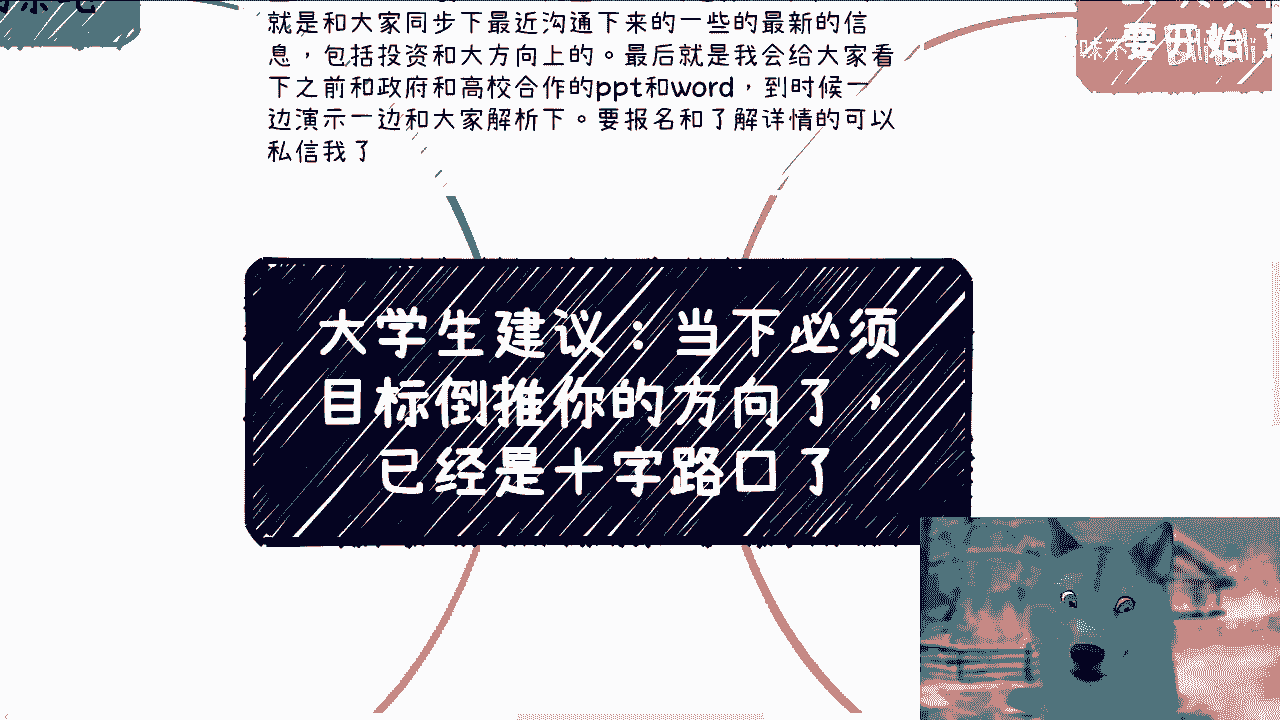 就是和大家同步下最近沟通下来的一些的最新的信
息，包括投资和大方向上的。最后就是我会给大家看
下之前和政府和高校合作的ppt和word，到时候一
边演示一边和大家解析下。要报名和了解详情的可以
私信我了
要开始了
大学生建议：当下必须
目标倒推你的方向了，
已经是十字路口了